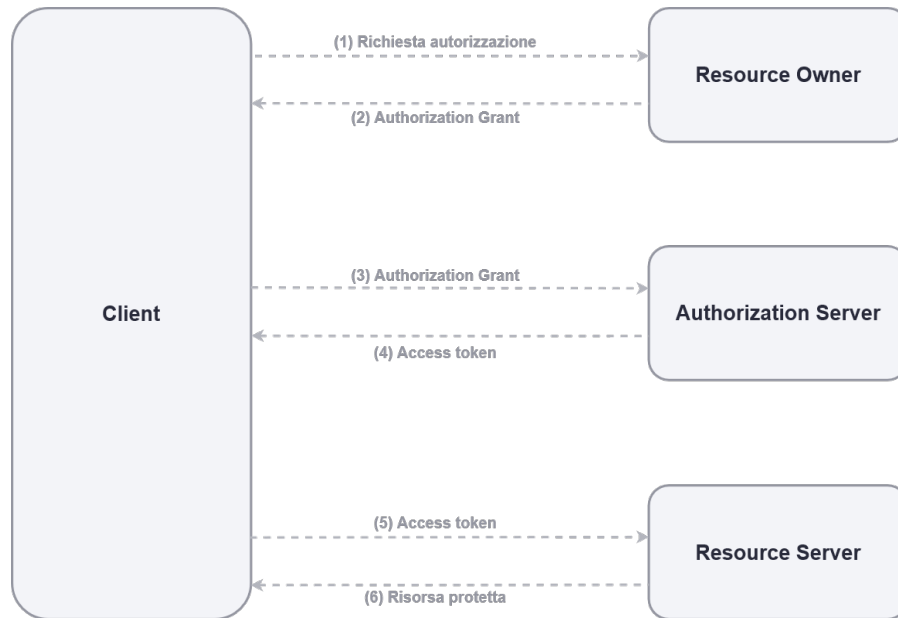 (1) Richiesta autorizzazione
Resource Owner
(2) Authorization Grant
(3) Authorization Grant
Client
Authorization Server
(4) Access token
(5) Access token
Resource Server
(6) Risorsa protetta